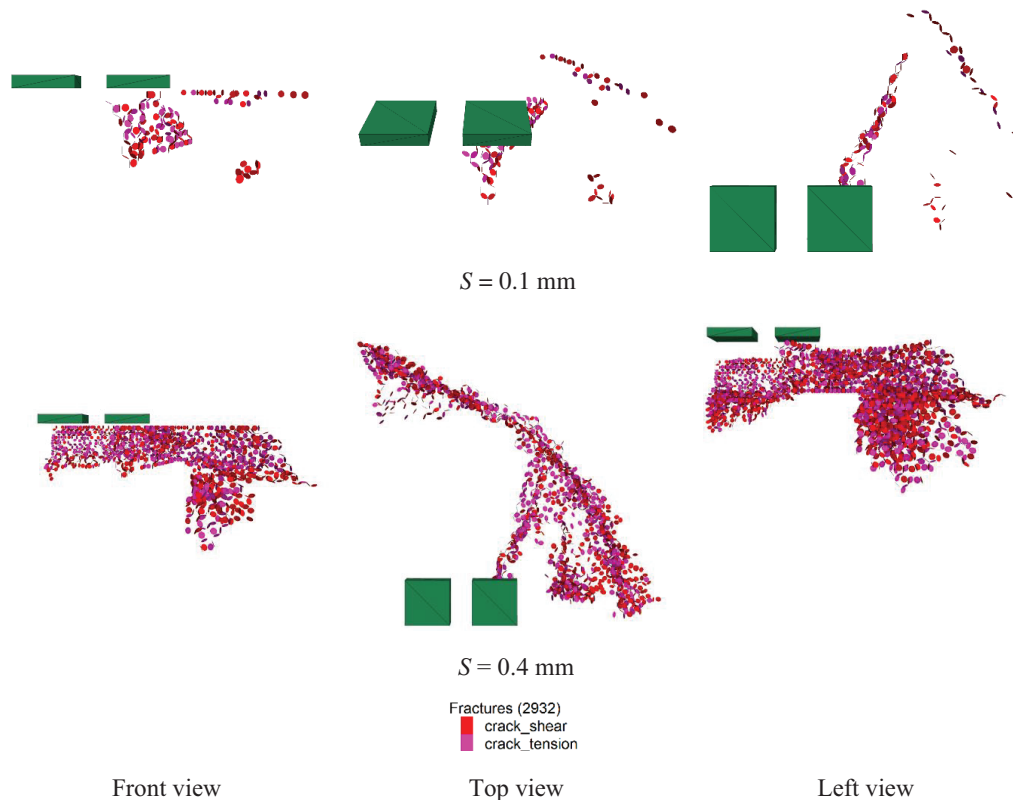 S = 0.1 mm
S = 0.4 mm
Fractures (2932)
crack_shear
crack_tension
Front view
Top view
Left view